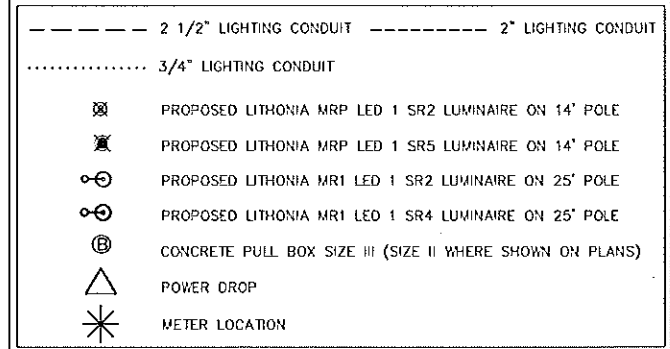 2 1/2" LIGHTING CONDUIT 2" LIGHTING CONDUIT
3/4" LIGHTING CONDUIT
PROPOSED LITHONIA MRP LED 1 SR2 LUMINAIRE ON 14' POLE
PROPOSED LITHONIA MRP LED 1 SR5 LUMINAIRE ON 14' POLE
PROPOSED LITHONIA MR1 LED 1 SR2 LUMINAIRE ON 25' POLE
PROPOSED LITHONIA MR1 LED 1 SR4 LUMINAIRE ON 25' POLE
B CONCRETE PULL BOX SIZE III (SIZE II WHERE SHOWN ON PLANS)
POWER DROP
METER LOCATION